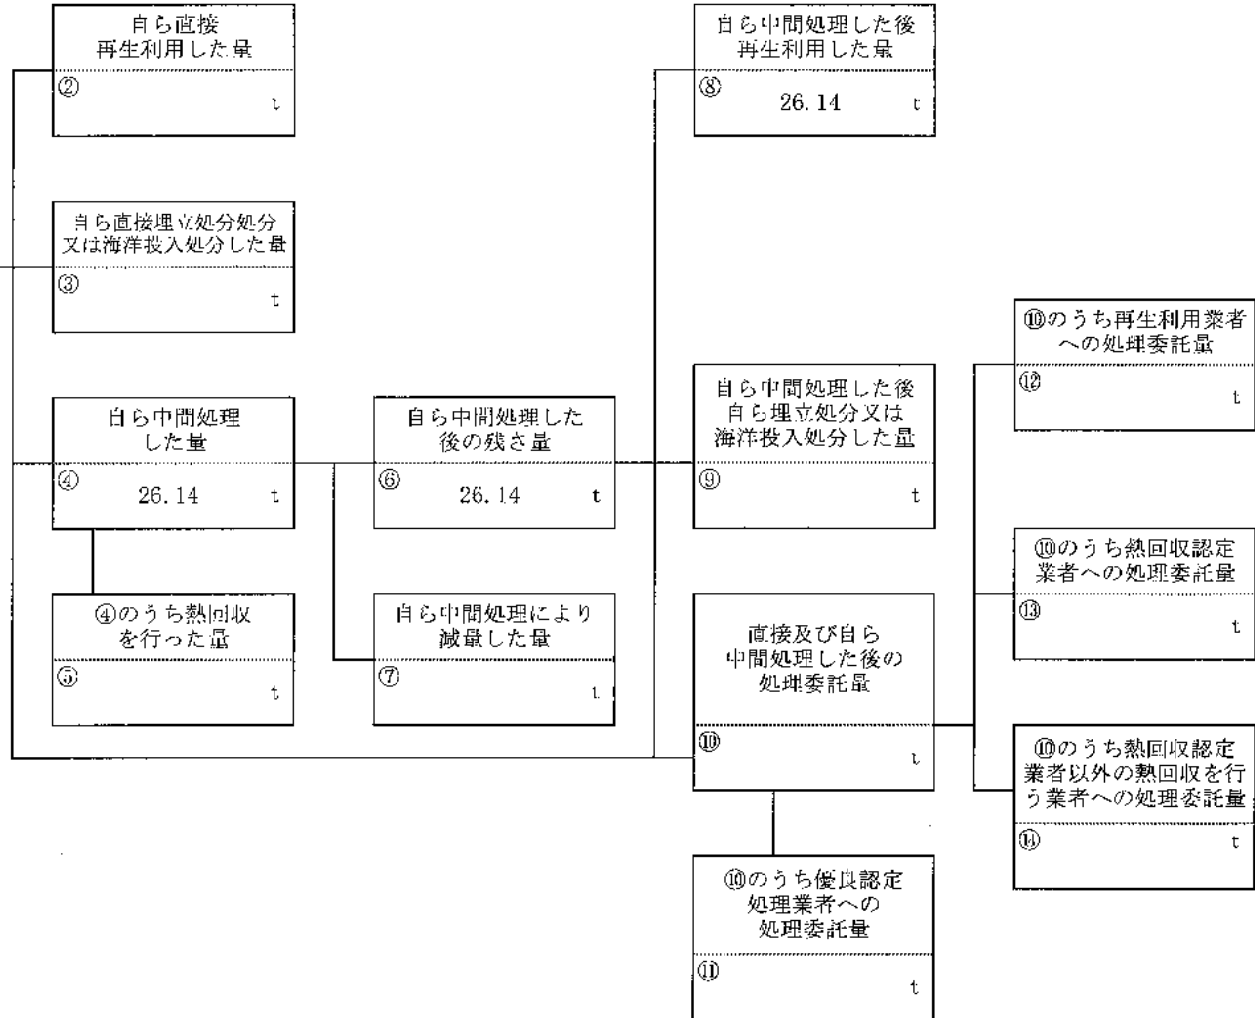 自ら直接
再生利用した量
② t
自ら中間処理した後
再生利用した量
⑧ 26.14 t
自ら直接埋立処分処分
又は海洋投入処分した量
③ t
⑩のうち再生利用業者
への処理委託量
⑫ t
自ら中間処理
した量
④ 26.14 t
自ら中間処理した
後の残さ量
⑥ 26.14 t
自ら中間処理した後
自ら埋立処分又は
海洋投入処分した量
⑨ t
⑩のうち熱回収認定
業者への処理委託量
⑬ t
④のうち熱回収
を行った量
⑤ t
自ら中間処理により
減量した量
⑦ t
直接及び自ら
中間処理した後の
処理委託量
⑩ t
⑩のうち熱回収認定
業者以外の熱回収を行
う業者への処理委託量
⑭ t
⑩のうち優良認定
処理業者への
処理委託量
⑪ t